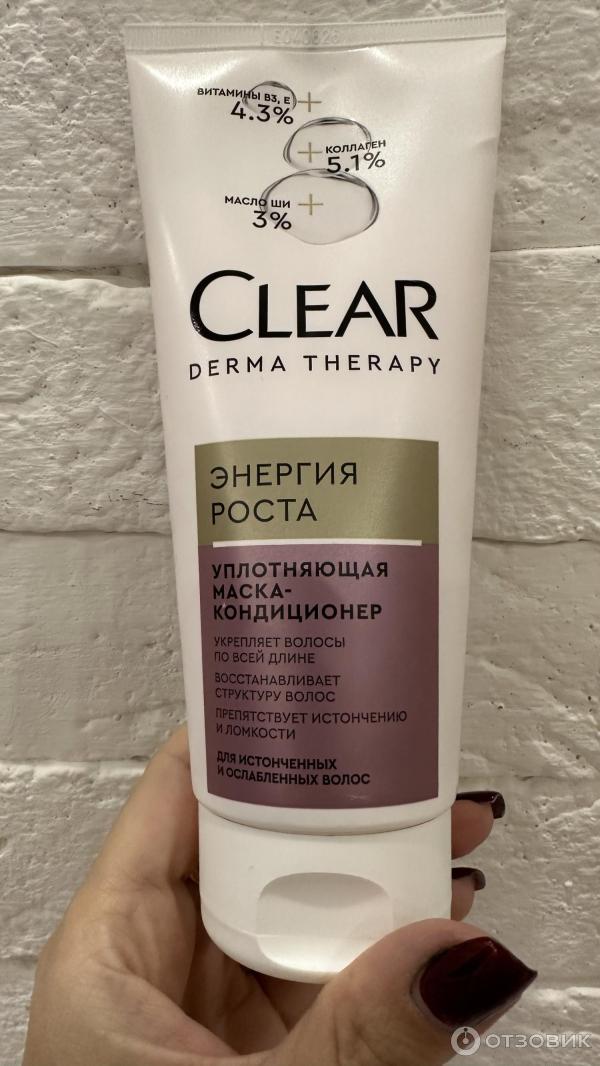 E040826
ВИТАМИНЫ B3, E
4.3%
КОЛЛАГЕН
5.1%
МАСЛО ШИ
3%
CLEAR
DERMA THERAPY
ЭНЕРГИЯ
РОСТА
УПЛОТНЯЮЩАЯ
МАСКА-
КОНДИЦИОНЕР
УКРЕПЛЯЕТ ВОЛОСЫ
ПО ВСЕЙ ДЛИНЕ
ВОССТАНАВЛИВАЕТ
СТРУКТУРУ ВОЛОС
ПРЕПЯТСТВУЕТ ИСТОНЧЕНИЮ
И ЛОМКОСТИ
ДЛЯ ИСТОНЧЕННЫХ
И ОСЛАБЛЕННЫХ ВОЛОС
ОТЗОВИК